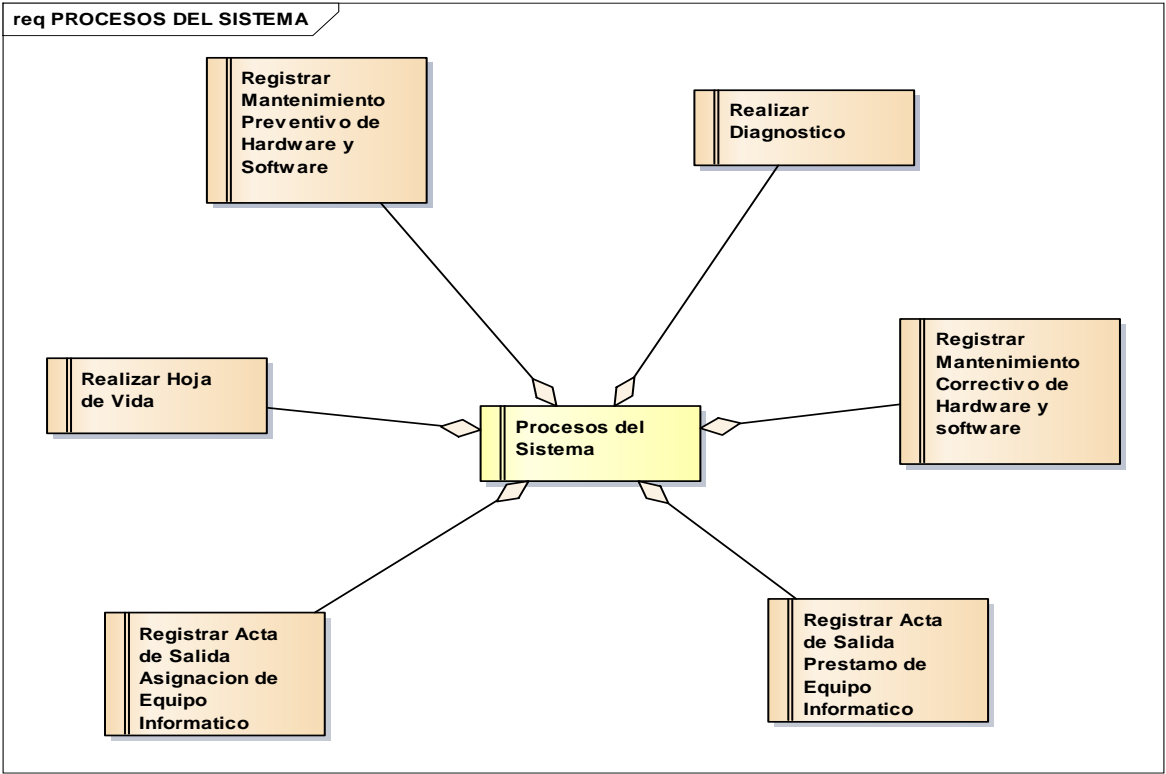 req PROCESOS DEL SISTEMA
Registrar
Mantenimiento
Preventivo de
Hardware y
Software
Realizar
Diagnostico
Registrar
Mantenimiento
Correctivo de
Hardware y
software
Realizar Hoja
de Vida
Procesos del
Sistema
Registrar Acta
de Salida
Asignacion de
Equipo
Informatico
Registrar Acta
de Salida
Prestamo de
Equipo
Informatico